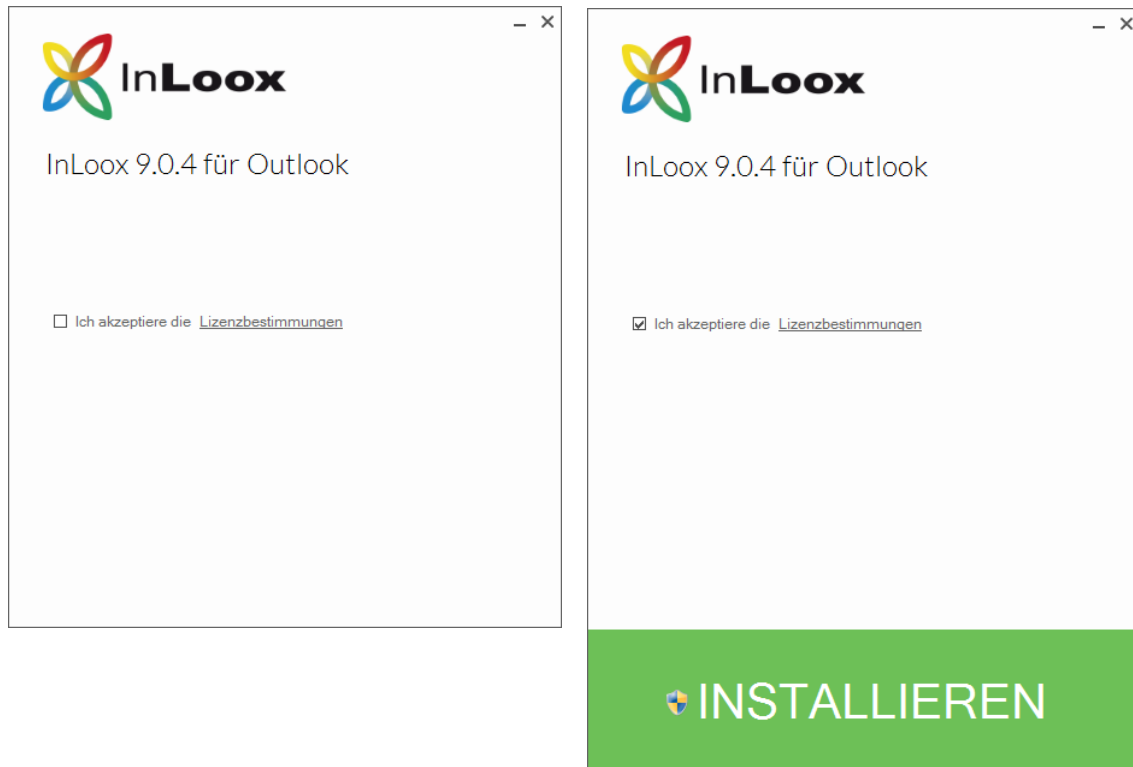 InLoox
InLoox 9.0.4 für Outlook
Ich akzeptiere die Lizenzbestimmungen
InLoox
InLoox 9.0.4 für Outlook
Ich akzeptiere die Lizenzbestimmungen
INSTALLIEREN